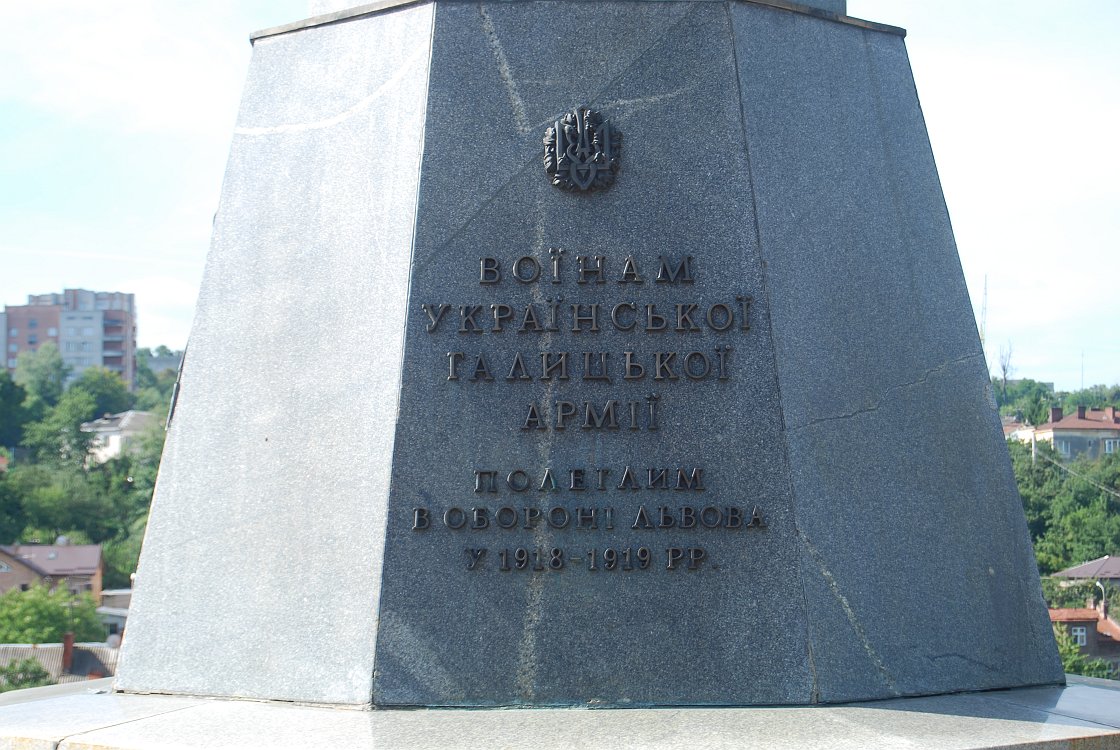 ВОЇНАМ
УКРАЇНСЬКОЇ
ГАЛИЦЬКОЇ
АРМІЇ
ПОЛЕГЛИМ
В ОБОРОНІ ЛЬВОВА
У 1918-1919 РР.